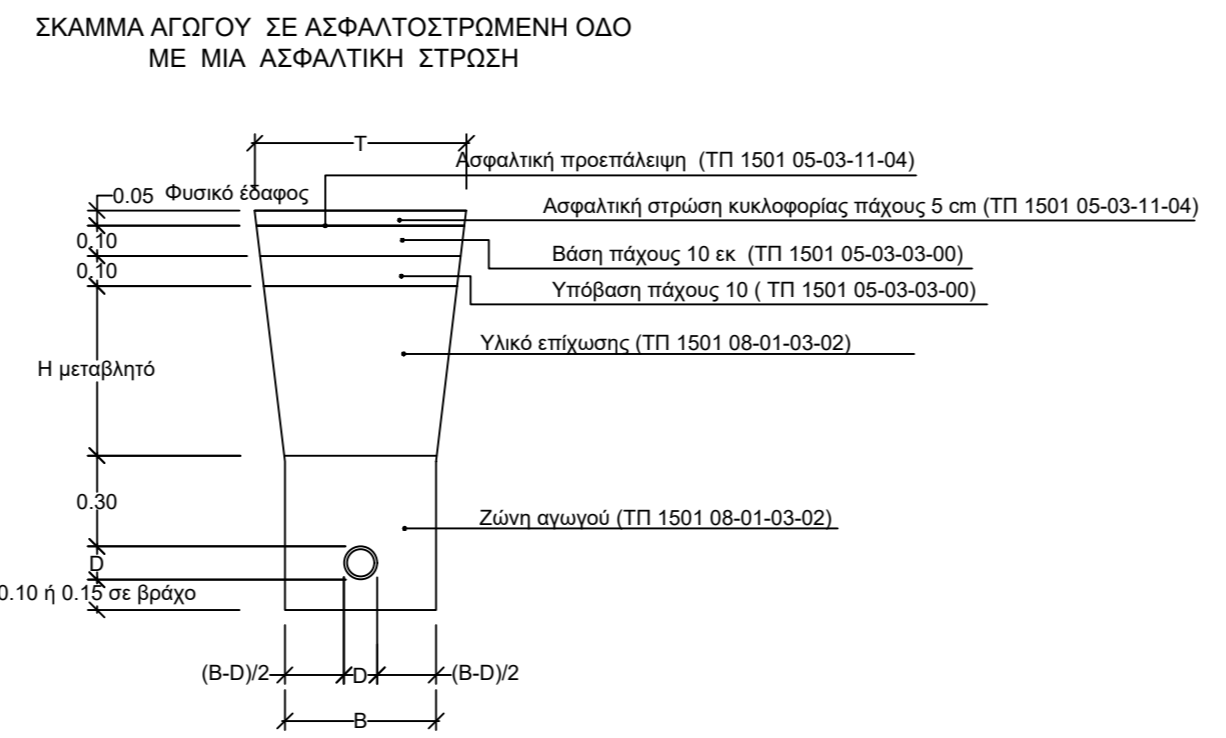 ΣΚΑΜΜΑ ΑΓΩΓΟΥ ΣΕ ΑΣΦΑΛΤΟΣΤΡΩΜΕΝΗ ΟΔΟ
ΜΕ ΜΙΑ ΑΣΦΑΛΤΙΚΗ ΣΤΡΩΣΗ
T
Ασφαλτική προεπάλειψη (ΤΠ 1501 05-03-11-04)
0.05 Φυσικό έδαφος
Ασφαλτική στρώση κυκλοφορίας πάχους 5 cm (ΤΠ 1501 05-03-11-04)
0.10
Βάση πάχους 10 εκ (ΤΠ 1501 05-03-03-00)
0.10
Υπόβαση πάχους 10 ( ΤΠ 1501 05-03-03-00)
Υλικό επίχωσης (ΤΠ 1501 08-01-03-02)
Η μεταβλητό
0.30
Ζώνη αγωγού (ΤΠ 1501 08-01-03-02)
D
0.10 ή 0.15 σε βράχο
(B-D)/2 D (B-D)/2
B